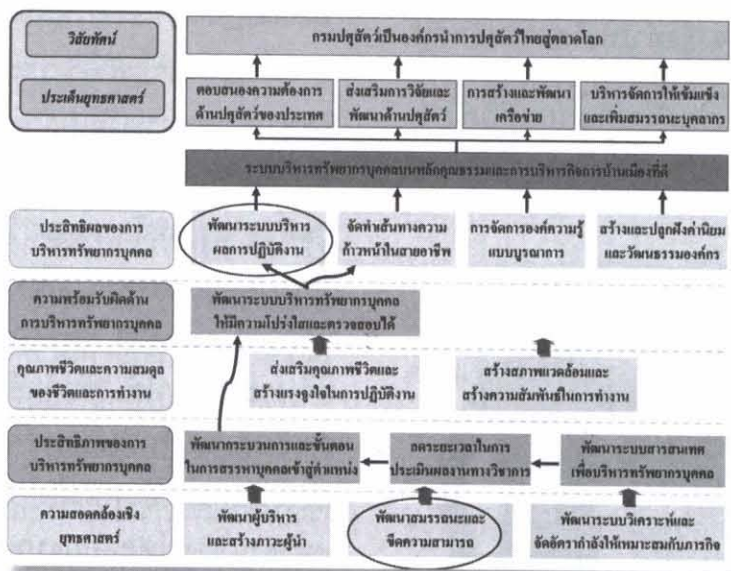 วิสัยทัศน์
กรมปศุสัตว์เป็นองค์กรนำการปศุสัตว์ไทยสู่ตลาดโลก
ประเด็นยุทธศาสตร์
ตอบสนองความต้องการ
ด้านปศุสัตว์ของประเทศ
ส่งเสริมการวิจัยและ
พัฒนาด้านปศุสัตว์
การสร้างและพัฒนา
เครือข่าย
บริหารจัดการให้เข้มแข็ง
และเพิ่มสมรรถนะบุคลากร
ระบบบริหารทรัพยากรบุคคลบนหลักคุณธรรมและการบริหารกิจการบ้านเมืองที่ดี
ประสิทธิผลของการ
บริหารทรัพยากรบุคคล
พัฒนาระบบบริหาร
ผลการปฏิบัติงาน
จัดทำเส้นทางความ
ก้าวหน้าในสายอาชีพ
การจัดการองค์ความรู้
แบบบูรณาการ
สร้างและปลูกฝังค่านิยม
และวัฒนธรรมองค์กร
ความพร้อมรับผิดด้าน
การบริหารทรัพยากรบุคคล
พัฒนาระบบบริหารทรัพยากรบุคคล
ให้มีความโปร่งใสและตรวจสอบได้
คุณภาพชีวิตและความสมดุล
ของชีวิตและการทำงาน
ส่งเสริมคุณภาพชีวิตและ
สร้างแรงจูงใจในการปฏิบัติงาน
สร้างสภาพแวดล้อมและ
สร้างความสัมพันธ์ในการทำงาน
ประสิทธิภาพของการ
บริหารทรัพยากรบุคคล
พัฒนากระบวนการและขั้นตอน
ในการสรรหาบุคคลเข้าสู่ตำแหน่ง
ลดระยะเวลาในการ
ประเมินผลงานทางวิชาการ
พัฒนาระบบสารสนเทศ
เพื่อบริหารทรัพยากรบุคคล
ความสอดคล้องเชิง
ยุทธศาสตร์
พัฒนาผู้บริหาร
และสร้างภาวะผู้นำ
พัฒนาสมรรถนะและ
ขีดความสามารถ
พัฒนาระบบวิเคราะห์และ
จัดอัตรากำลังให้เหมาะสมกับภารกิจ